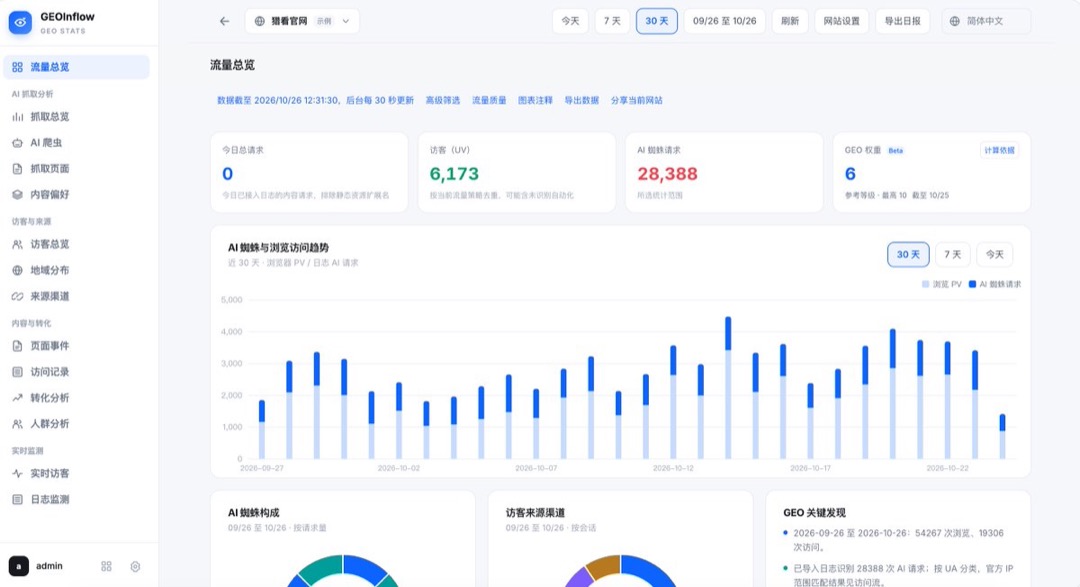 GEOInflow
GEO STATS
流量总览
AI 抓取分析
抓取总览
AI 爬虫
抓取页面
内容偏好
访客与来源
访客总览
地域分布
来源渠道
内容与转化
页面事件
访问记录
转化分析
人群分析
实时监测
实时访客
日志监测
a admin
猎看官网 示例
今天 7 天 30 天 09/26 至 10/26 刷新 网站设置 导出日报 简体中文
流量总览
数据截至 2026/10/26 12:31:30，后台每 30 秒更新 高级筛选 流量质量 图表注释 导出数据 分享当前网站
今日总请求
0
今日已接入日志的内容请求，排除静态资源扩展名
访客（UV）
6,173
按当前流量策略去重，可能含未识别自动化
AI 蜘蛛请求
28,388
所选统计范围
GEO 权重 Beta 计算依据
6
参考等级 · 最高 10 截至 10/25
AI 蜘蛛与浏览访问趋势
近 30 天 · 浏览器 PV / 日志 AI 请求
30 天 7 天 今天
浏览 PV AI 蜘蛛请求
5,000
4,000
3,000
2,000
1,000
0
2026-09-27 2026-10-02 2026-10-07 2026-10-12 2026-10-17 2026-10-22
AI 蜘蛛构成
09/26 至 10/26 · 按请求量
访客来源渠道
09/26 至 10/26 · 按会话
GEO 关键发现
2026-09-26 至 2026-10-26：54267 次浏览、19306
次访问。
已导入日志识别 28388 次 AI 请求；按 UA 分类，官方 IP
范围匹配结果见访问流。